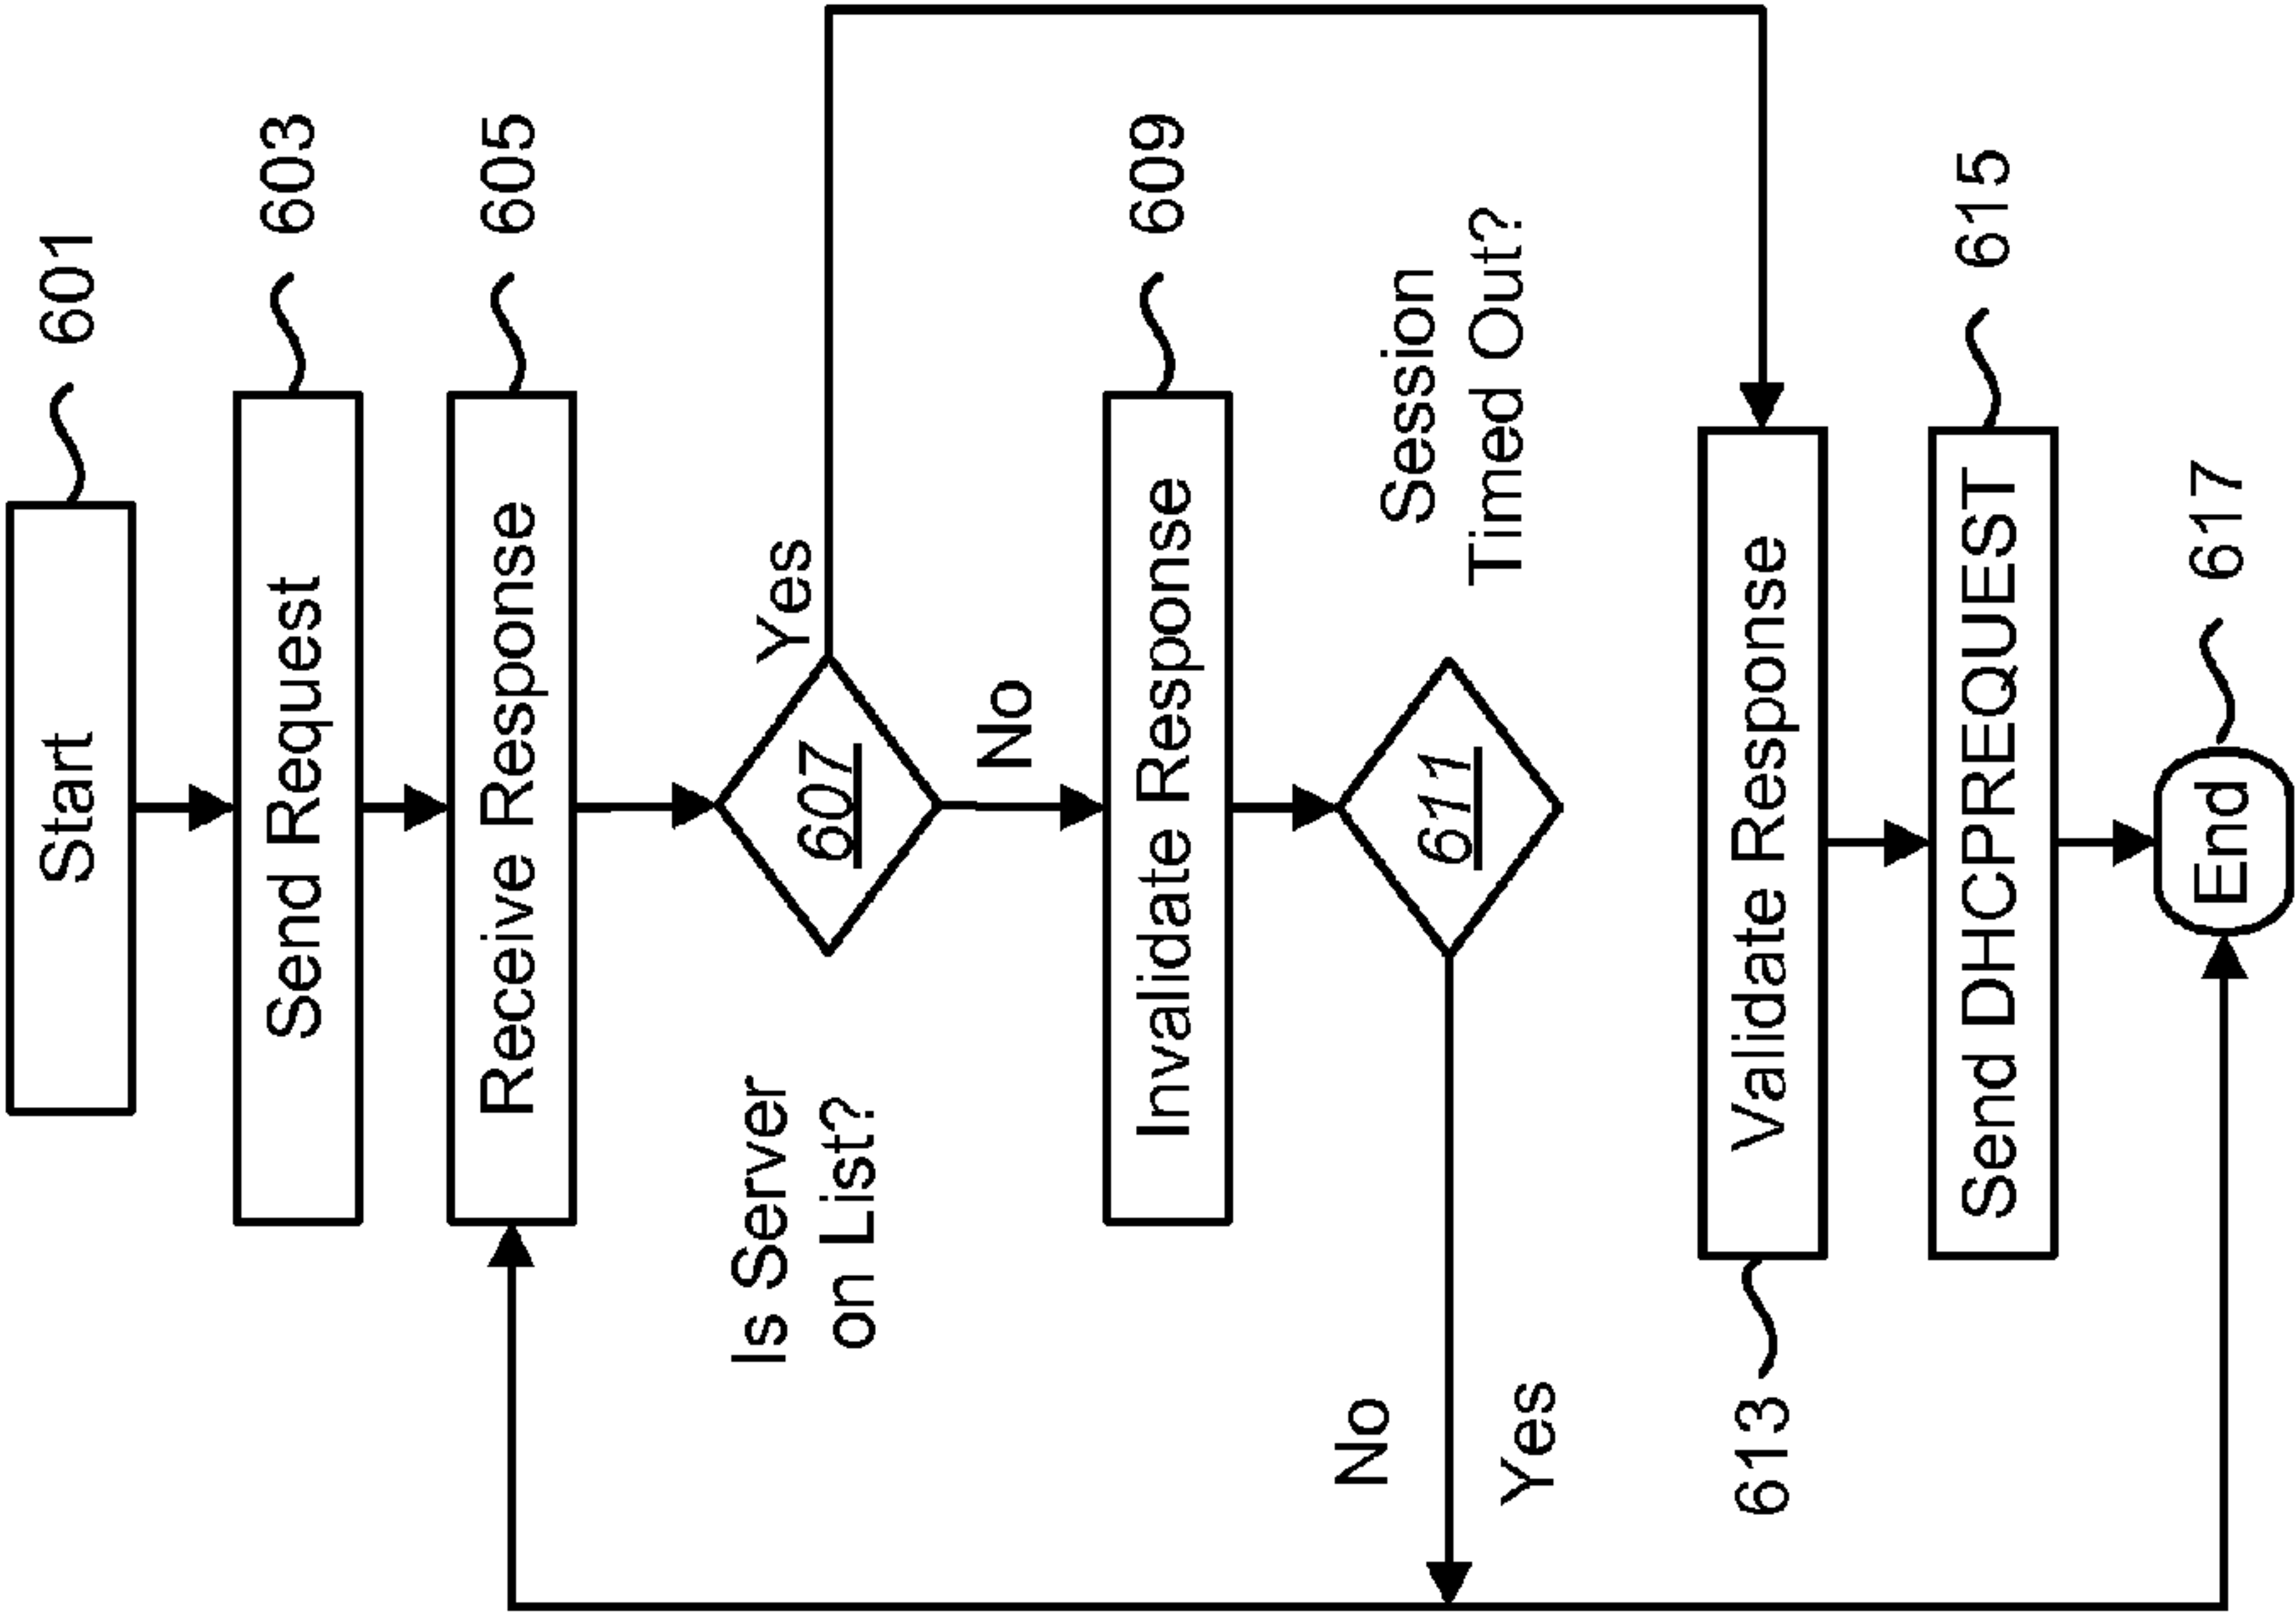 Start
601
Send Request
603
Receive Response
605
Is Server
on List?
607
Yes
No
Invalidate Response
609
Session
Timed Out?
611
No
Yes
613
Validate Response
Send DHCPREQUEST
615
End
617